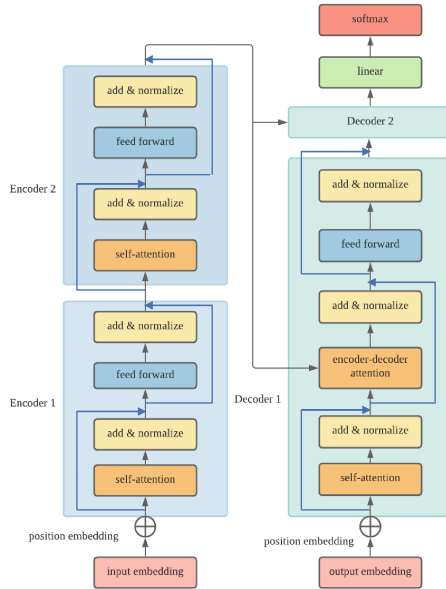 softmax
linear
Decoder 2
add & normalize
feed forward
add & normalize
self-attention
Encoder 2
add & normalize
feed forward
add & normalize
self-attention
Encoder 1
position embedding
input embedding
add & normalize
feed forward
add & normalize
encoder-decoder
attention
Decoder 1
add & normalize
self-attention
position embedding
output embedding